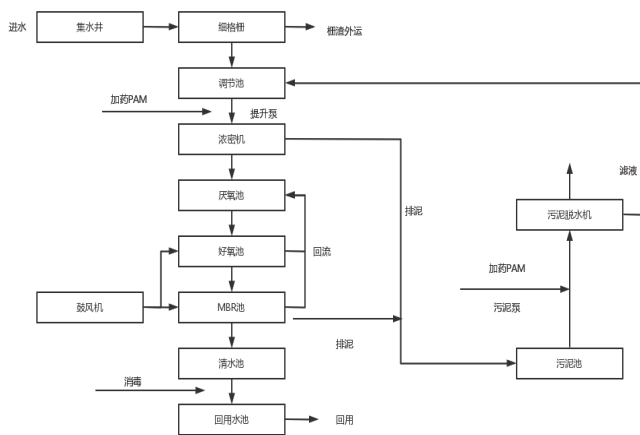 进水
集水井
细格栅
栅渣外运
调节池
加药PAM
提升泵
浓密机
厌氧池
排泥
滤液
污泥脱水机
好氧池
回流
加药PAM
鼓风机
MBR池
污泥泵
排泥
清水池
污泥池
消毒
回用水池
回用